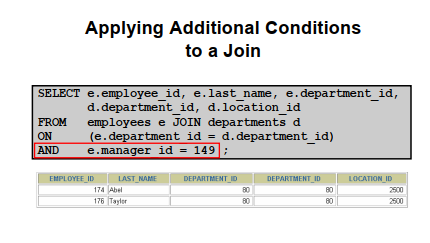 Applying Additional Conditions
to a Join
SELECT e.employee_id, e.last_name, e.department_id,
d.department_id, d.location_id
FROM employees e JOIN departments d
ON (e.department_id = d.department_id)
AND e.manager_id = 149 ;
EMPLOYEE_ID LAST_NAME DEPARTMENT_ID DEPARTMENT_ID LOCATION_ID
174 Abel 80 80 2500
176 Taylor 80 80 2500